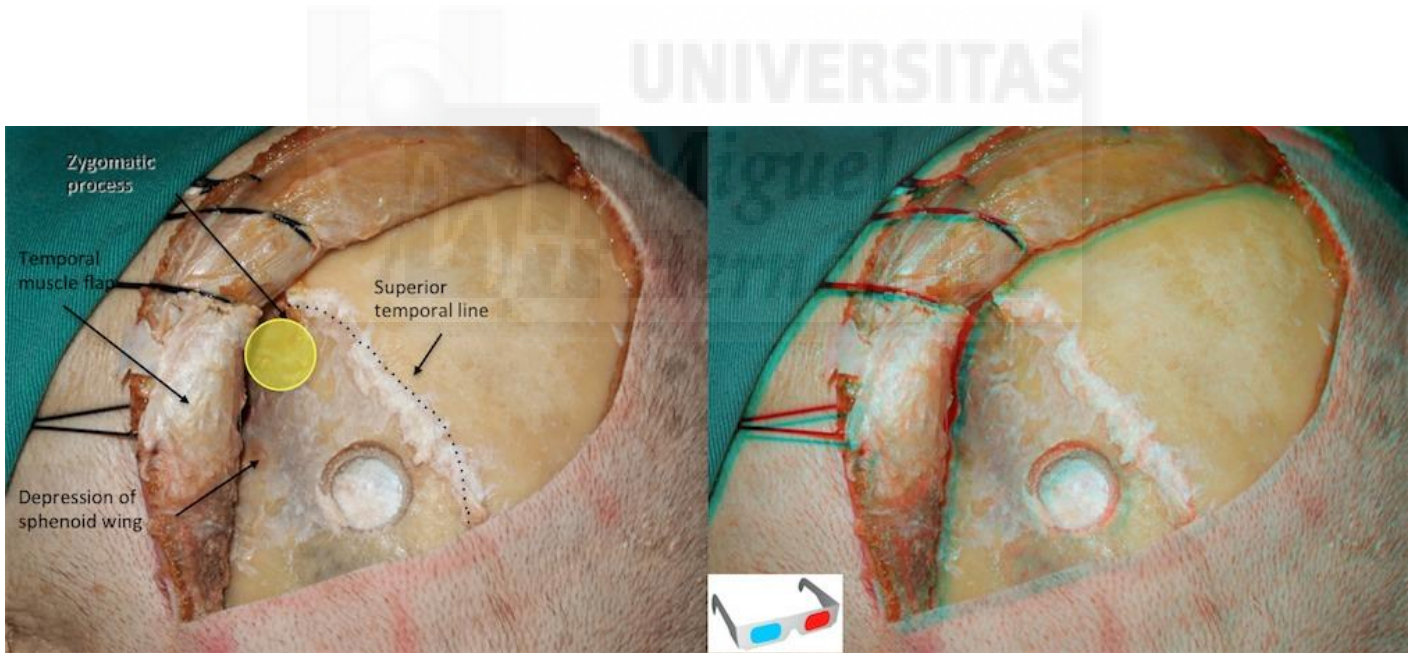 UNIVERSITAS
Miguel
Zygomatic
process
Temporal
muscle flap
Superior
temporal line
Depression of
sphenoid wing